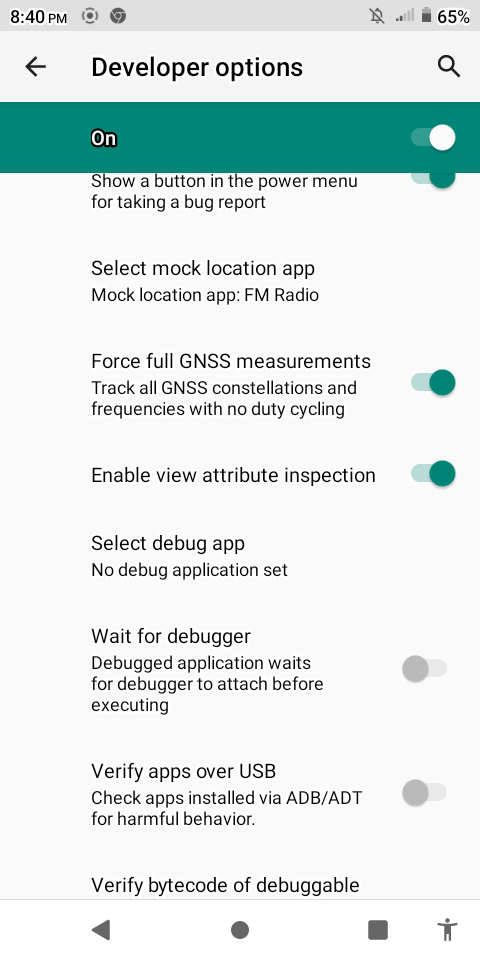 8:40 PM
65%
Developer options
On
Show a button in the power menu
for taking a bug report
Select mock location app
Mock location app: FM Radio
Force full GNSS measurements
Track all GNSS constellations and
frequencies with no duty cycling
Enable view attribute inspection
Select debug app
No debug application set
Wait for debugger
Debugged application waits
for debugger to attach before
executing
Verify apps over USB
Check apps installed via ADB/ADT
for harmful behavior.
Verify bytecode of debuggable